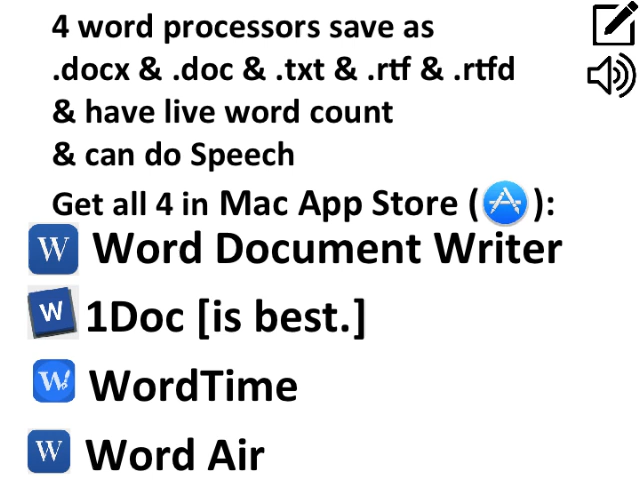 4 word processors save as
.docx & .doc & .txt & .rtf & .rtfd
& have live word count
& can do Speech
Get all 4 in Mac App Store ( ):
W Word Document Writer
W 1Doc [is best.]
W WordTime
W Word Air